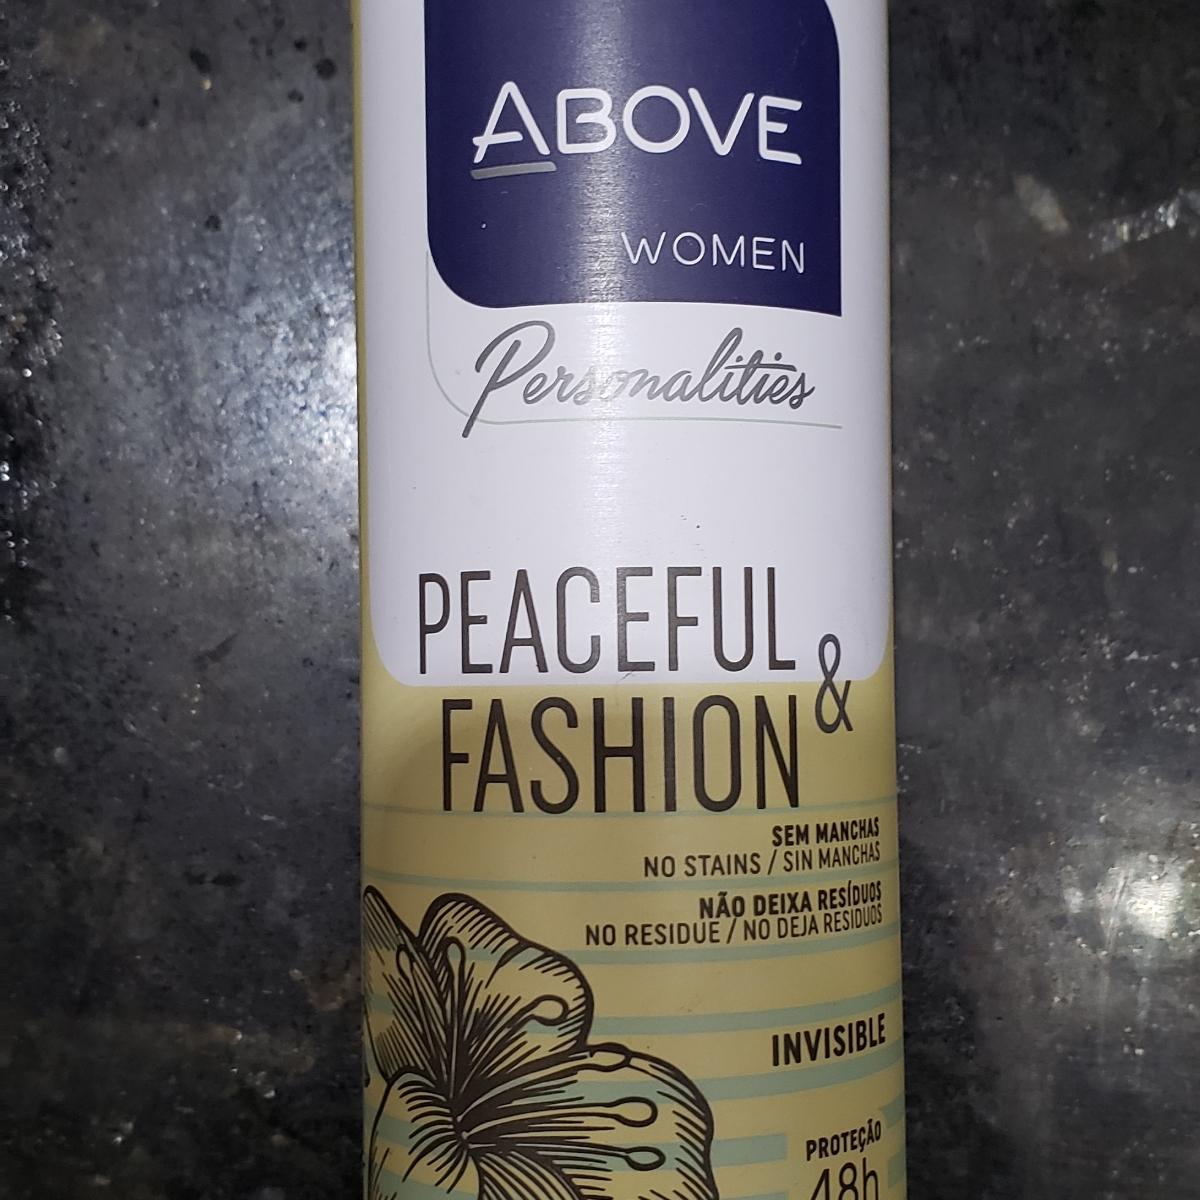 ABOVE
WOMEN
Personalities
PEACEFUL &
FASHION
SEM MANCHAS
NO STAINS / SIN MANCHAS
NÃO DEIXA RESÍDUOS
NO RESIDUE / NO DEJA RESIDUOS
INVISIBLE
PROTEÇÃO
48h